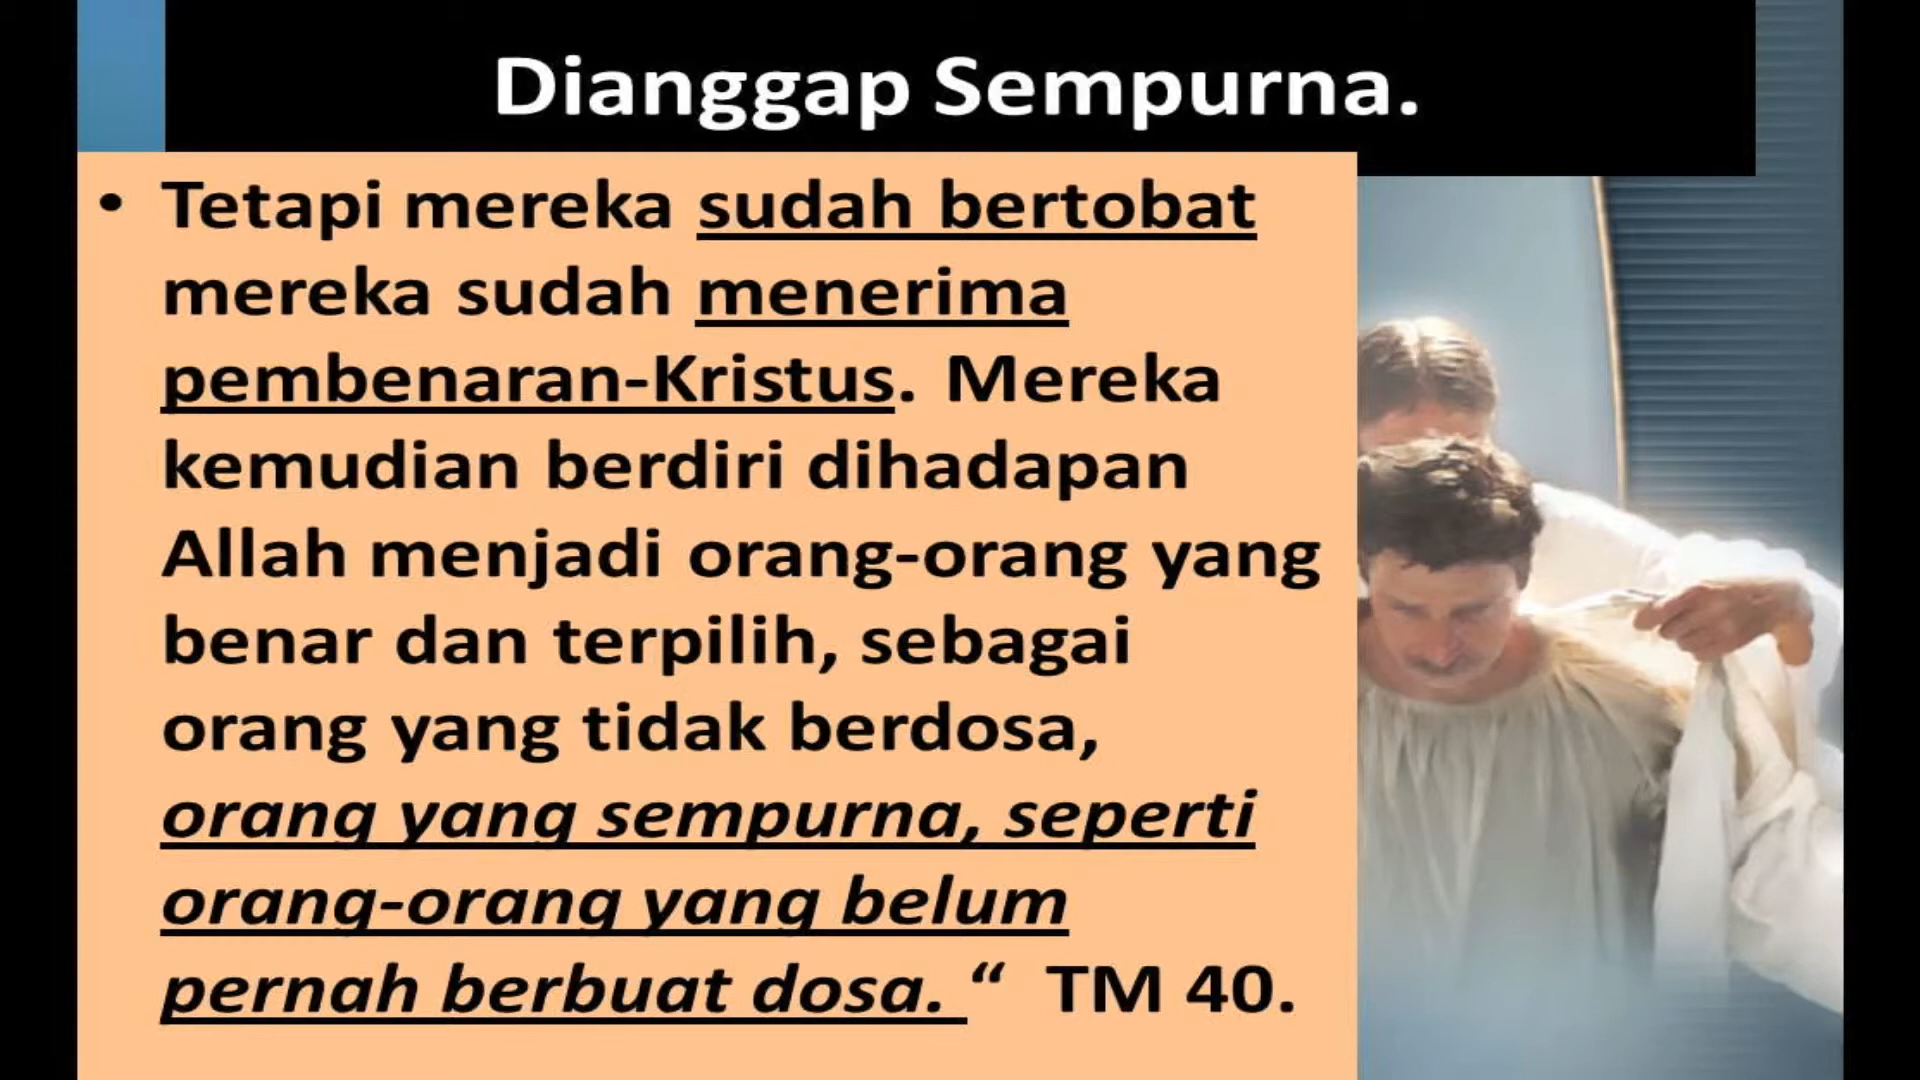 Dianggap Sempurna.
• Tetapi mereka sudah bertobat
mereka sudah menerima
pembenaran-Kristus. Mereka
kemudian berdiri dihadapan
Allah menjadi orang-orang yang
benar dan terpilih, sebagai
orang yang tidak berdosa,
orang yang sempurna, seperti
orang-orang yang belum
pernah berbuat dosa. “ TM 40.